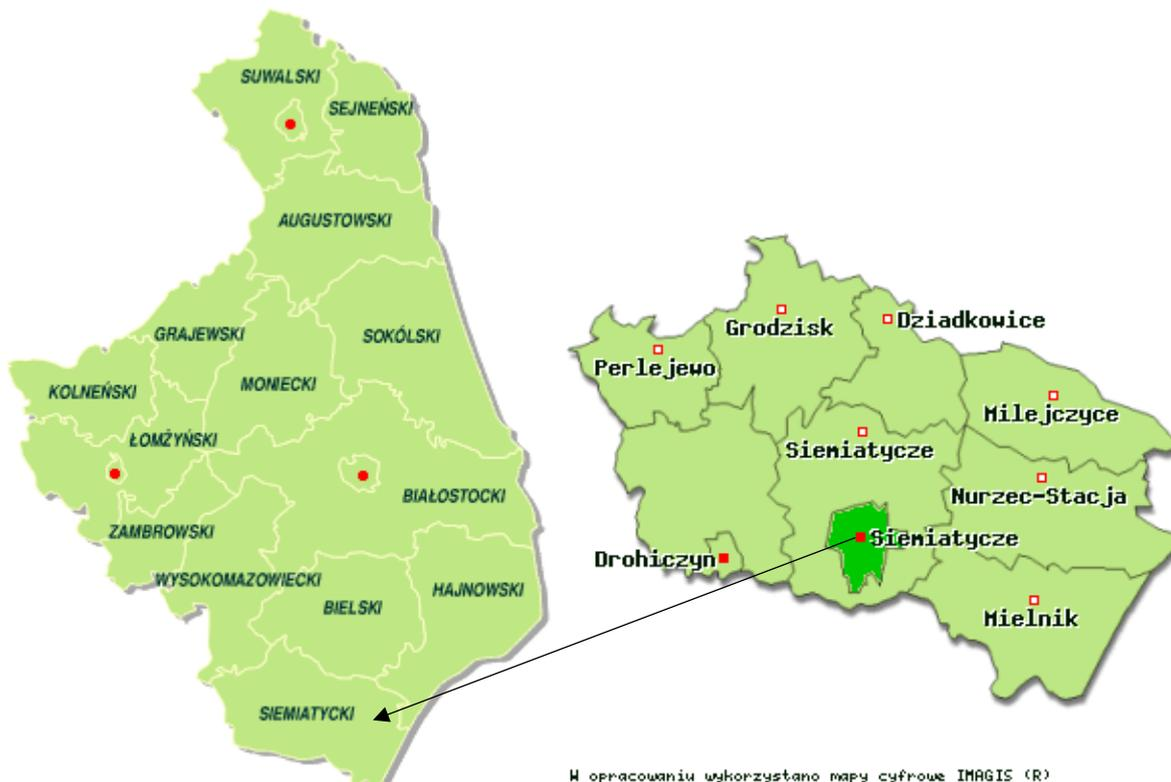 SUWALSKI
SEJNEŃSKI
AUGUSTOWSKI
GRAJEWSKI
SOKÓLSKI
KOLNEŃSKI
MONIECKI
ŁOMŻYŃSKI
BIAŁOSTOCKI
ZAMBROWSKI
WYSOKOMAZOWIECKI
HAJNOWSKI
BIELSKI
SIEMIATYCKI
Grodzisk
Dziadkowice
Perlejewo
Milejczyce
Siemiatycze
Nurzec-Stacja
Siemiatycze
Drohiczyn
Mielnik
W opracowaniu wykorzystano mapy cyfrowe IMAGIS (R)